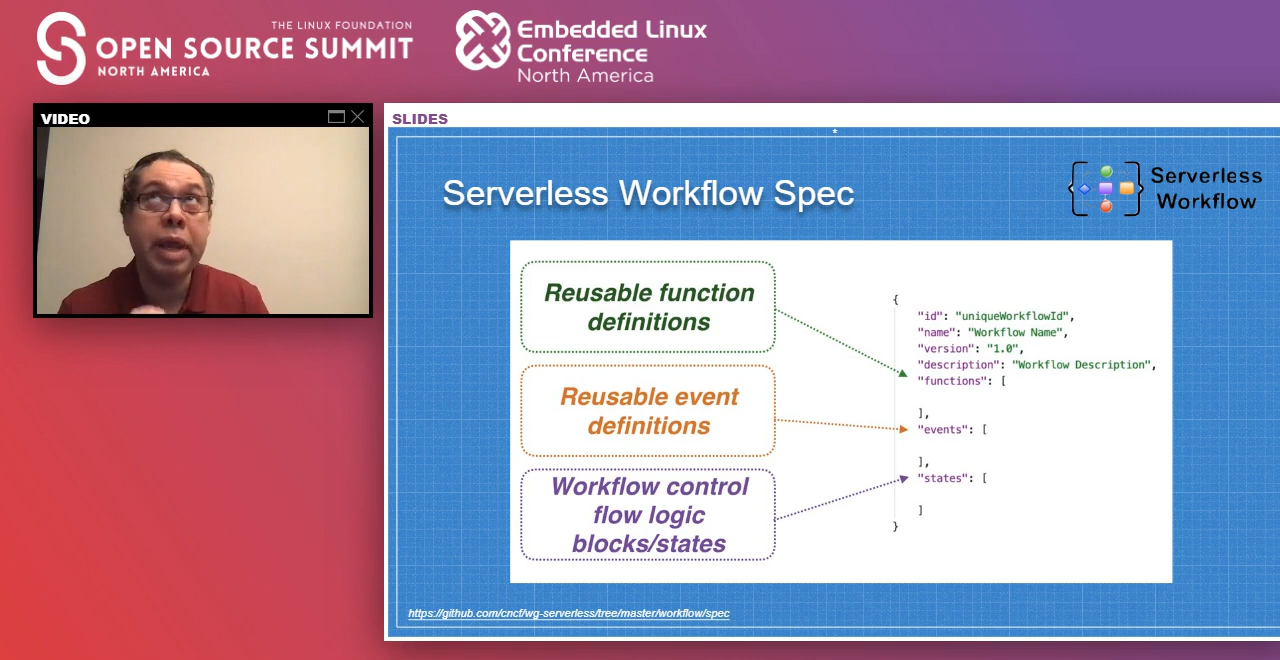 THE LINUX FOUNDATION
OPEN SOURCE SUMMIT
NORTH AMERICA
Embedded Linux
Conference
North America
VIDEO
SLIDES
*
Serverless Workflow Spec
Serverless
Workflow
Reusable function
definitions
Reusable event
definitions
Workflow control
flow logic
blocks/states
{
"id": "uniqueWorkflowId",
"name": "Workflow Name",
"version": "1.0",
"description": "Workflow Description",
"functions": [
],
"events": [
],
"states": [
]
}
https://github.com/cncf/wg-serverless/tree/master/workflow/spec